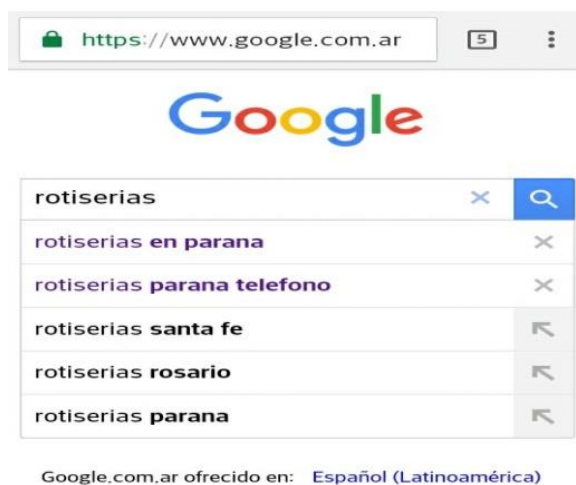 https://www.google.com.ar 5
Google
rotiserias
rotiserias en parana
rotiserias parana telefono
rotiserias santa fe
rotiserias rosario
rotiserias parana
Google.com.ar ofrecido en: Español (Latinoamérica)